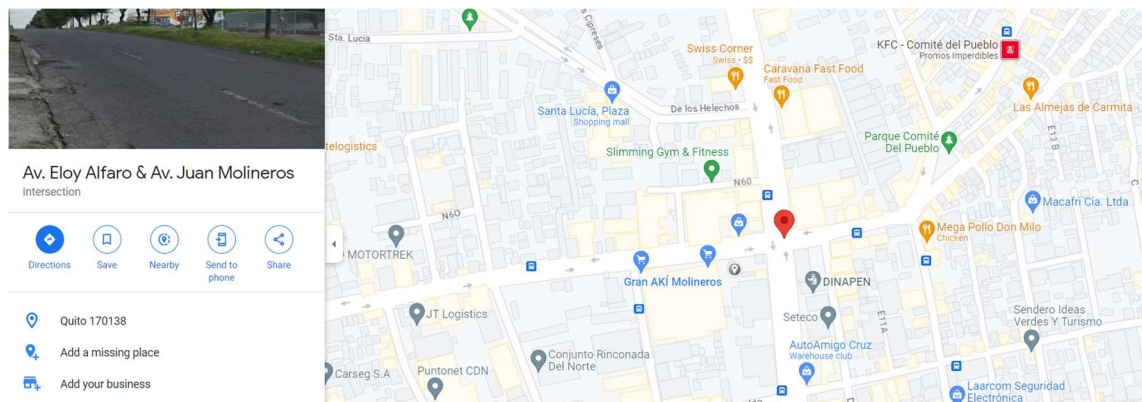 Av. Eloy Alfaro & Av. Juan Molineros
Intersection
Directions
Save
Nearby
Send to
phone
Share
Quito 170138
Add a missing place
Add your business
Sta. Lucía
Cipreses
Swiss Corner
Swiss • $$
Caravana Fast Food
Fast Food
KFC - Comité del Pueblo
Promos Imperdibles
Las Almejas de Carmita
Santa Lucía, Plaza
Shopping mall
De los Helechos
telogistics
Slimming Gym & Fitness
Parque Comité
Del Pueblo
E13 B
C
N60
N60
Macafri Cia. Ltda
Mega Pollo Don Milo
Chicken
MOTORTREK
Gran AKÍ Molineros
DINAPEN
JT Logistics
Seteco
E11A
Sendero Ideas
Verdes Y Turismo
AutoAmigo Cruz
Warehouse club
Conjunto Rinconada
Del Norte
Carseg S.A
Puntonet CDN
Laarcom Seguridad
Electrónica